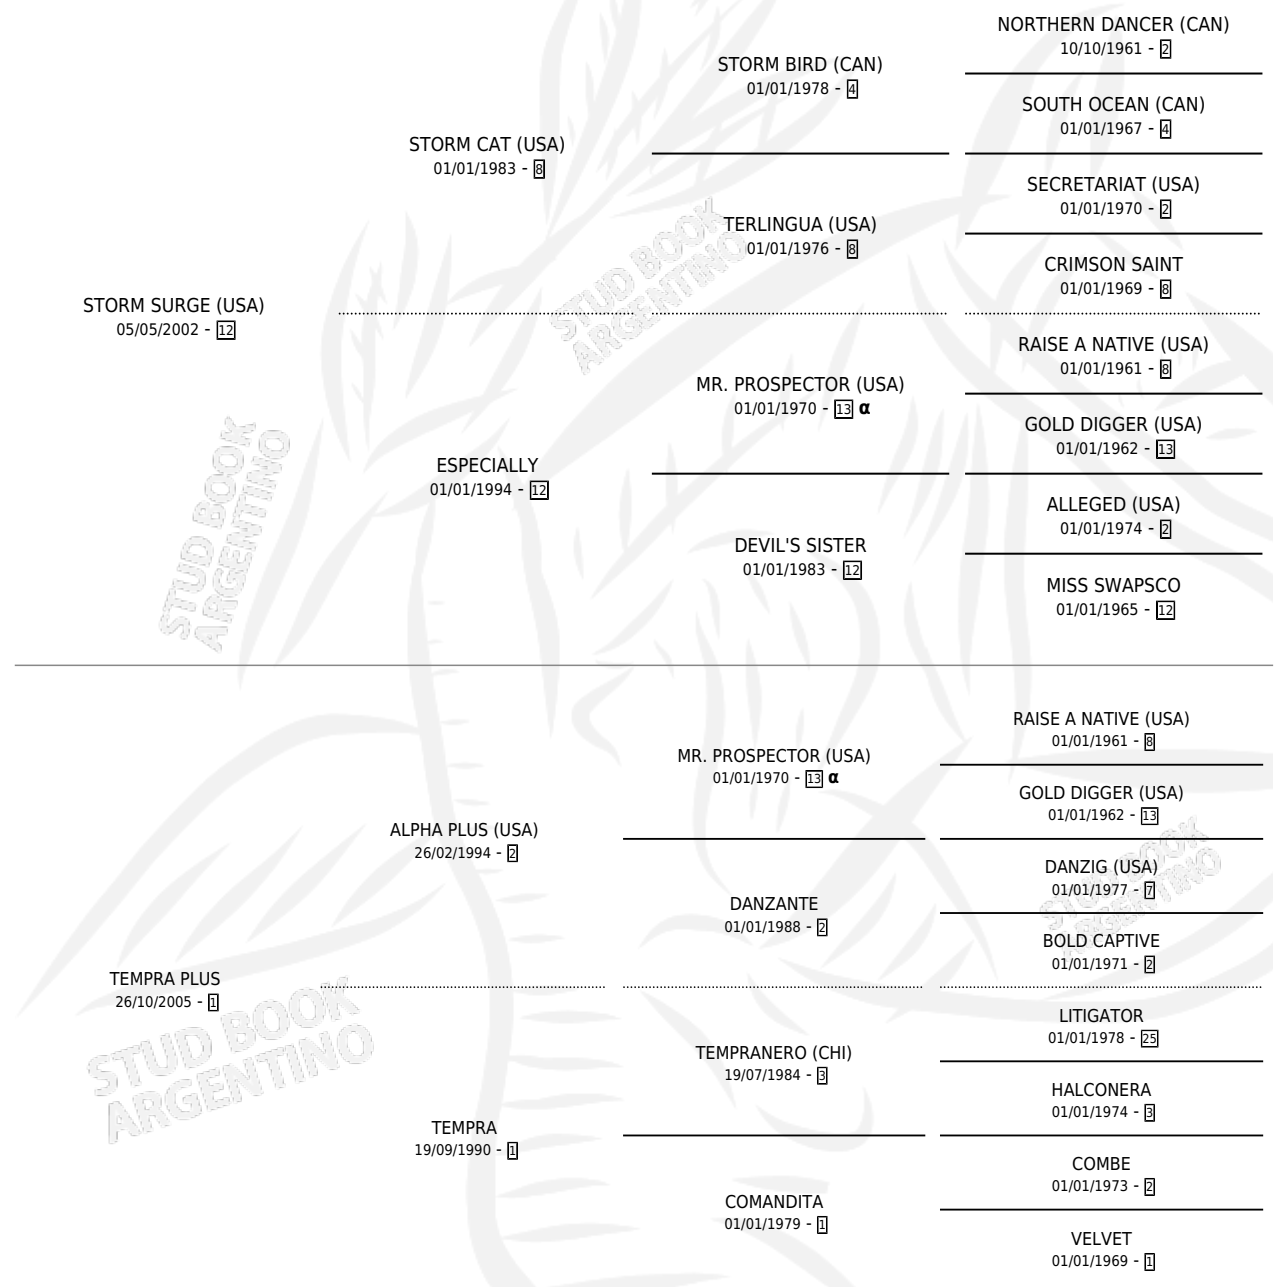 NORTHERN DANCER (CAN)
10/10/1961 - 2
STORM BIRD (CAN)
01/01/1978 - 4
SOUTH OCEAN (CAN)
01/01/1967 - 4
STORM CAT (USA)
01/01/1983 - 8
SECRETARIAT (USA)
01/01/1970 - 2
TERLINGUA (USA)
01/01/1976 - 8
CRIMSON SAINT
01/01/1969 - 8
STORM SURGE (USA)
05/05/2002 - 12
RAISE A NATIVE (USA)
01/01/1961 - 8
MR. PROSPECTOR (USA)
01/01/1970 - 13 α
GOLD DIGGER (USA)
01/01/1962 - 13
ESPECIALLY
01/01/1994 - 12
ALLEGED (USA)
01/01/1974 - 2
DEVIL'S SISTER
01/01/1983 - 12
MISS SWAPSCO
01/01/1965 - 12
RAISE A NATIVE (USA)
01/01/1961 - 8
MR. PROSPECTOR (USA)
01/01/1970 - 13 α
GOLD DIGGER (USA)
01/01/1962 - 13
ALPHA PLUS (USA)
26/02/1994 - 2
DANZIG (USA)
01/01/1977 - 7
DANZANTE
01/01/1988 - 2
BOLD CAPTIVE
01/01/1971 - 2
TEMPRA PLUS
26/10/2005 - 1
LITIGATOR
01/01/1978 - 25
TEMPRANERO (CHI)
19/07/1984 - 3
HALCONERA
01/01/1974 - 3
TEMPRA
19/09/1990 - 1
COMBE
01/01/1973 - 2
COMANDITA
01/01/1979 - 1
VELVET
01/01/1969 - 1
STUD BOOK
ARGENTINO
STUD BOOK
ARGENTINO
STUD BOOK
ARGENTINO
STUD BOOK
ARGENTINO